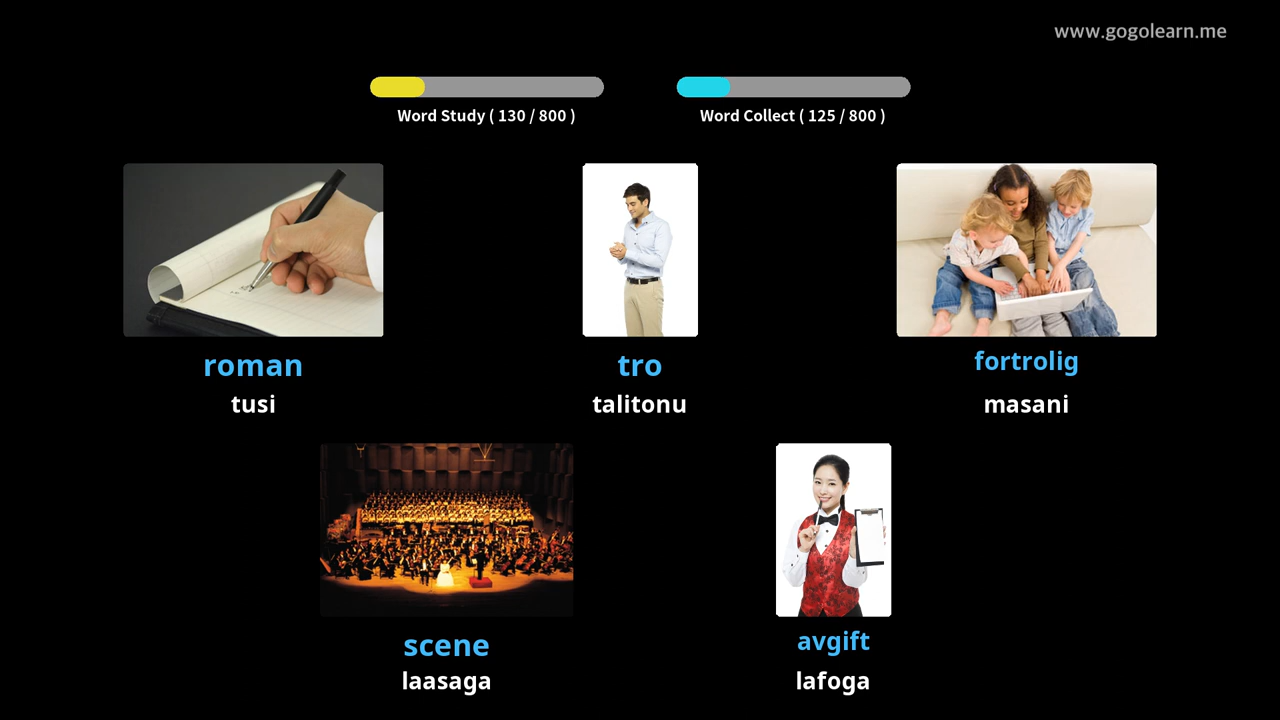 www.gogolearn.me
Word Study ( 130 / 800 )
Word Collect ( 125 / 800 )
roman
tusi
tro
talitonu
fortrolig
masani
scene
laasaga
avgift
lafoga